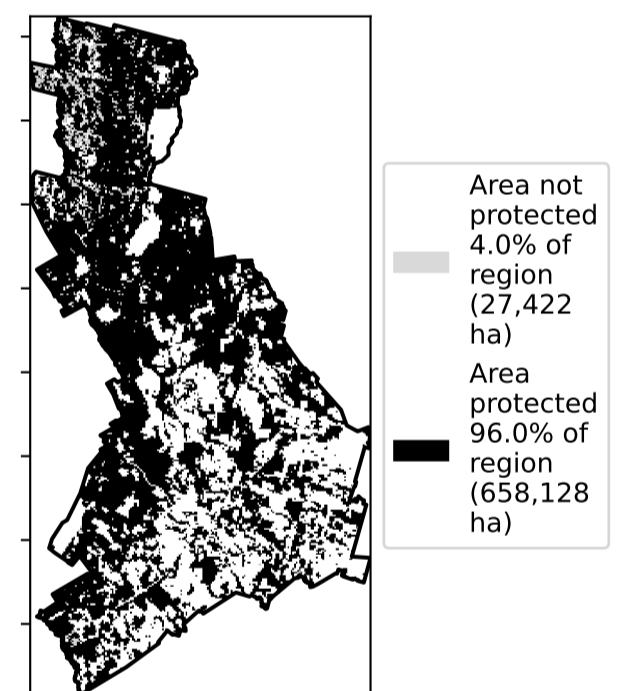 Area not
protected
4.0% of
region
(27,422
ha)
Area
protected
96.0% of
region
(658,128
ha)